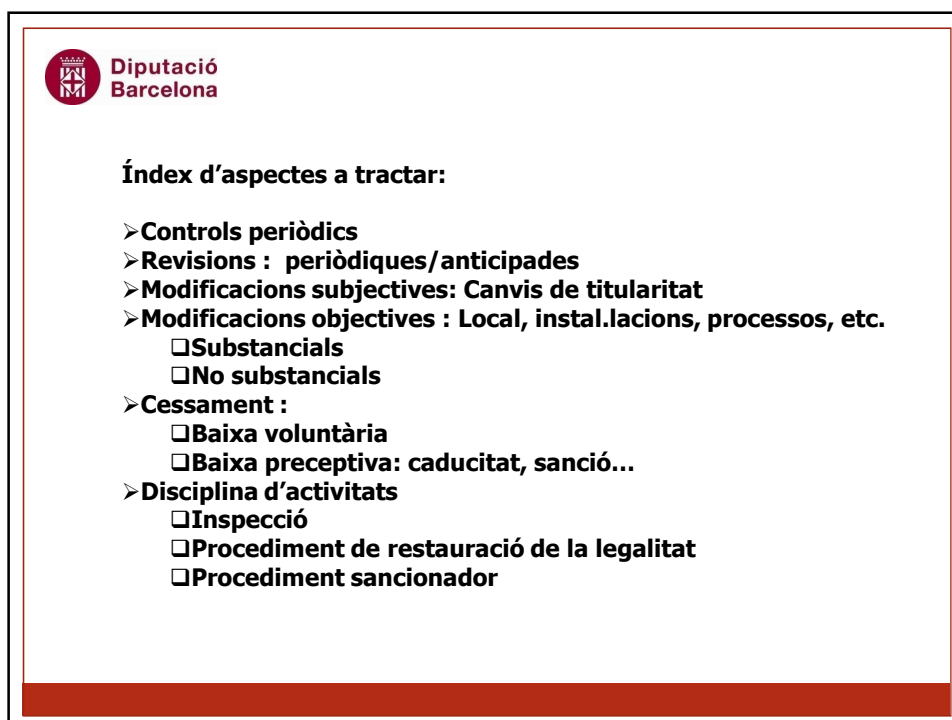 Diputació
Barcelona
Índex d’aspectes a tractar:
➢Controls periòdics
➢Revisions : periòdiques/anticipades
➢Modificacions subjectives: Canvis de titularitat
➢Modificacions objectives : Local, instal.lacions, processos, etc.
❑Substancials
❑No substancials
➢Cessament :
❑Baixa voluntària
❑Baixa preceptiva: caducitat, sanció…
➢Disciplina d’activitats
❑Inspecció
❑Procediment de restauració de la legalitat
❑Procediment sancionador